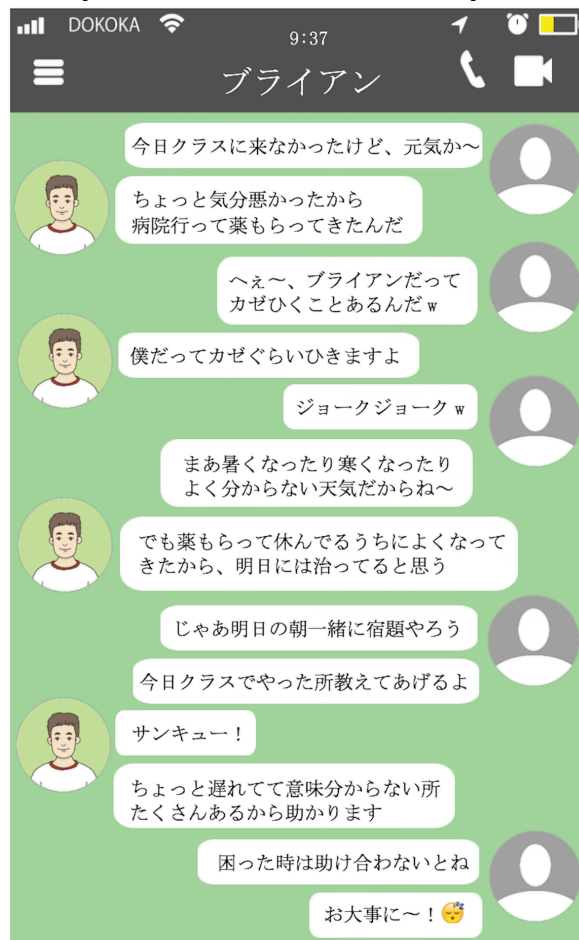 DOKOKA
9:37
ブライアン
今日クラスに来なかったけど、元気か〜
ちょっと気分悪かったから
病院行って薬もらってきたんだ
へぇ〜、ブライアンだって
カゼひくことあるんだｗ
僕だってカゼぐらいひきますよ
ジョークジョークｗ
まあ暑くなったり寒くなったり
よく分からない天気だからね〜
でも薬もらって休んでるうちによくなって
きたから、明日には治ってると思う
じゃあ明日の朝一緒に宿題やろう
今日クラスでやった所教えてあげるよ
サンキュー！
ちょっと遅れてて意味分からない所
たくさんあるから助かります
困った時は助け合わないとね
お大事に〜！😴